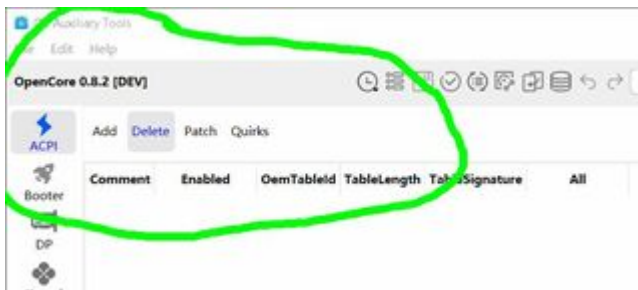 Auxiliary Tools
Edit Help
OpenCore 0.8.2 [DEV]
ACPI
Add Delete Patch Quirks
Booter
Comment Enabled OemTableId TableLength TableSignature All
DP